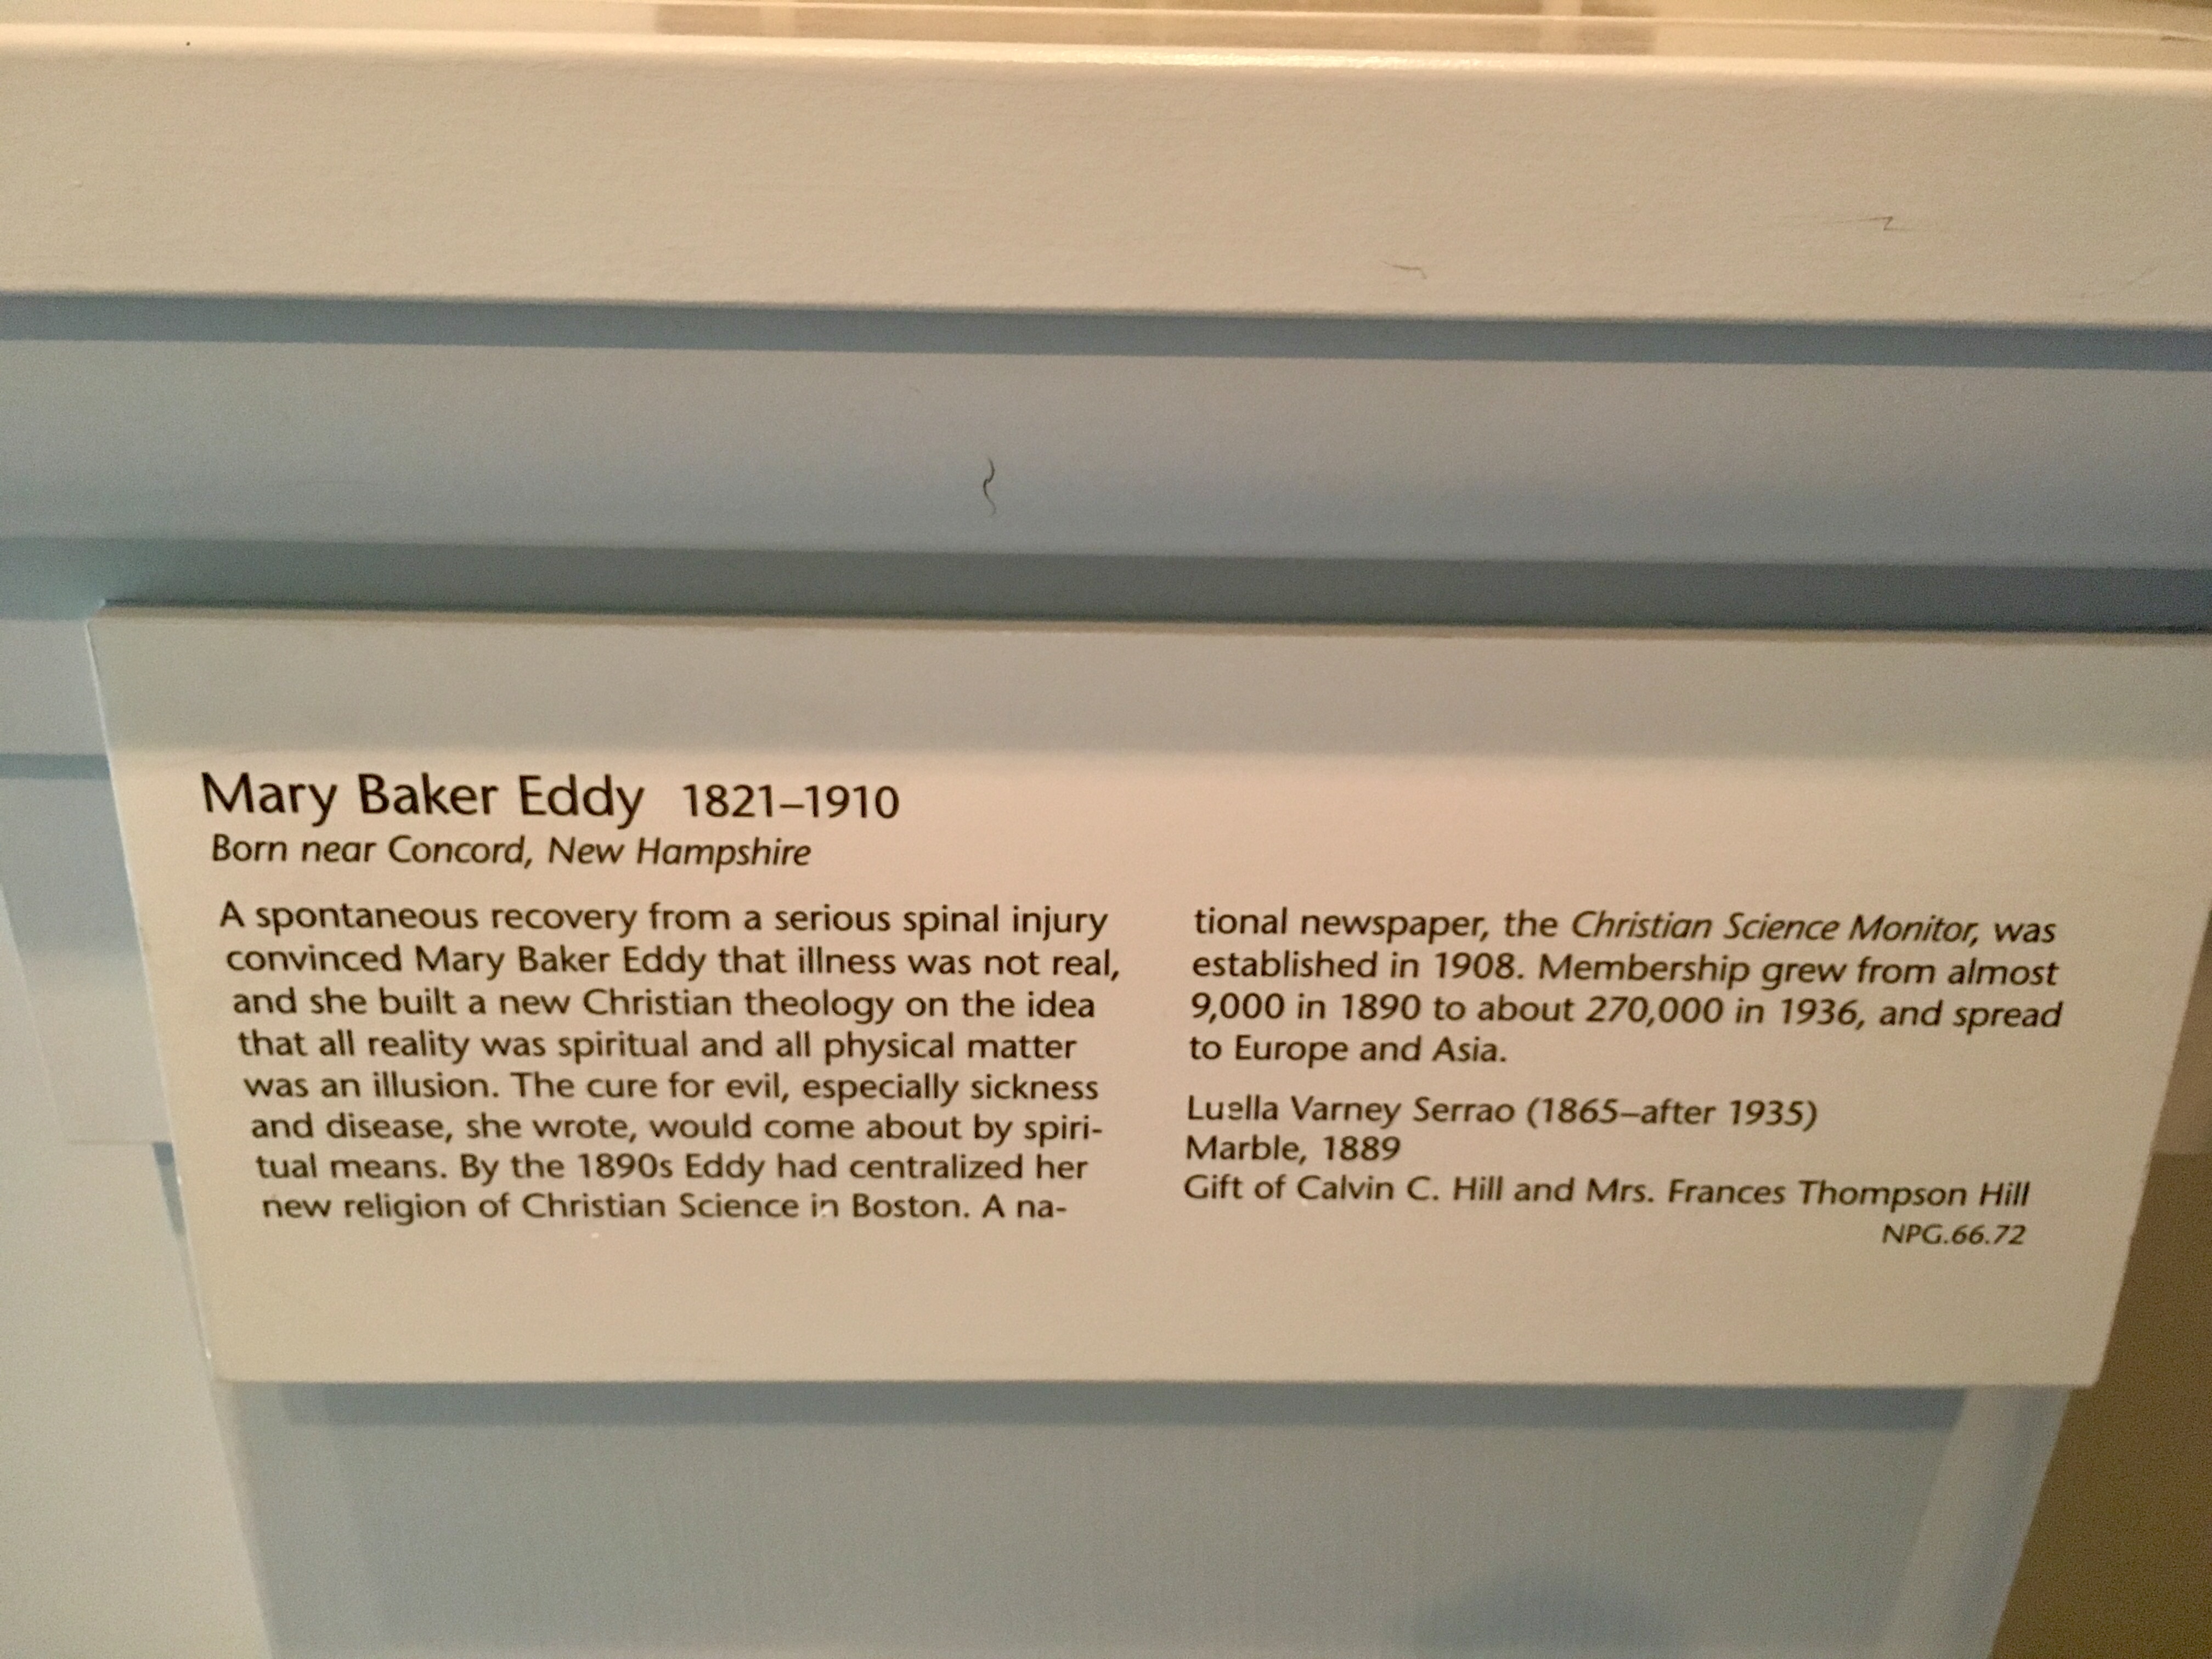 Mary Baker Eddy 1821–1910
Born near Concord, New Hampshire
A spontaneous recovery from a serious spinal injury
convinced Mary Baker Eddy that illness was not real,
and she built a new Christian theology on the idea
that all reality was spiritual and all physical matter
was an illusion. The cure for evil, especially sickness
and disease, she wrote, would come about by spiri-
tual means. By the 1890s Eddy had centralized her
new religion of Christian Science in Boston. A na-
tional newspaper, the Christian Science Monitor, was
established in 1908. Membership grew from almost
9,000 in 1890 to about 270,000 in 1936, and spread
to Europe and Asia.
Luella Varney Serrao (1865–after 1935)
Marble, 1889
Gift of Calvin C. Hill and Mrs. Frances Thompson Hill
NPG.66.72